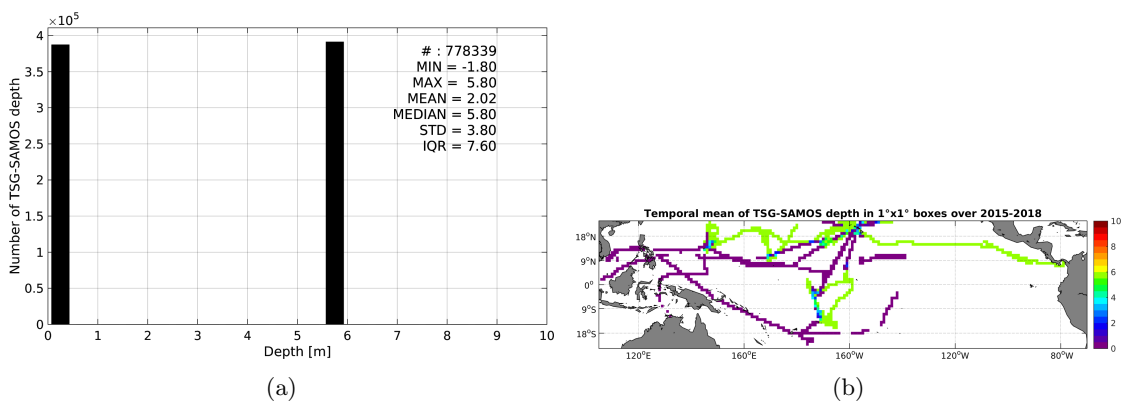 ×10⁵
4
3.5
3
2.5
2
1.5
1
0.5
0
Number of TSG-SAMOS depth
# : 778339
MIN = -1.80
MAX = 5.80
MEAN = 2.02
MEDIAN = 5.80
STD = 3.80
IQR = 7.60
0 1 2 3 4 5 6 7 8 9 10
Depth [m]
(a)
Temporal mean of TSG-SAMOS depth in 1°x1° boxes over 2015-2018
18°N
9°N
0°
9°S
18°S
120°E 160°E 160°W 120°W 80°W
10
8
6
4
2
0
(b)